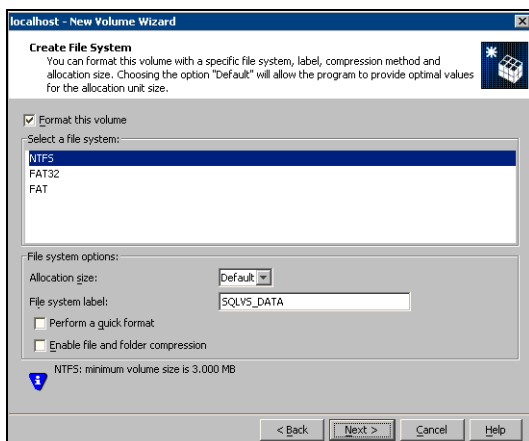 localhost - New Volume Wizard
Create File System
You can format this volume with a specific file system, label, compression method and
allocation size. Choosing the option "Default" will allow the program to provide optimal values
for the allocation unit size.
Format this volume
Select a file system:
NTFS
FAT32
FAT
File system options:
Allocation size: Default
File system label: SQLVS_DATA
Perform a quick format
Enable file and folder compression
NTFS: minimum volume size is 3.000 MB
< Back Next > Cancel Help